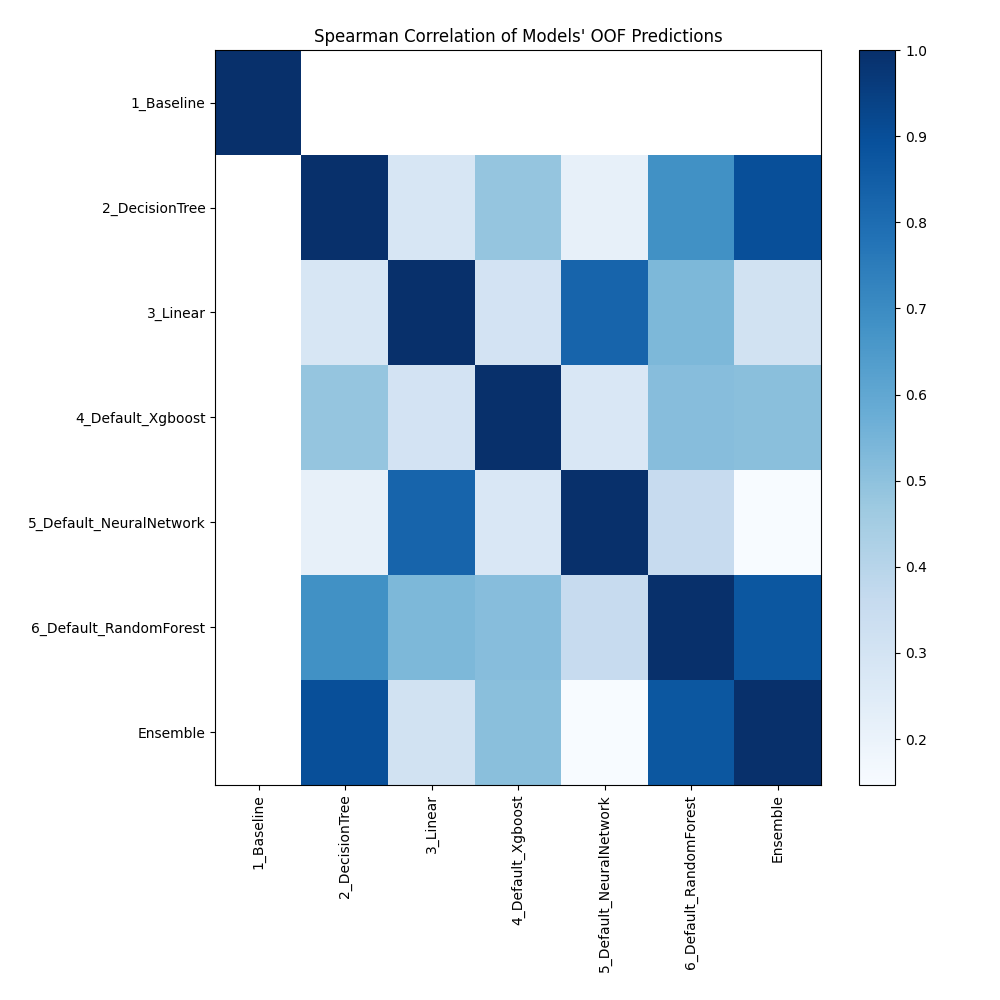 Spearman Correlation of Models' OOF Predictions
1_Baseline
2_DecisionTree
3_Linear
4_Default_Xgboost
5_Default_NeuralNetwork
6_Default_RandomForest
Ensemble
1_Baseline
2_DecisionTree
3_Linear
4_Default_Xgboost
5_Default_NeuralNetwork
6_Default_RandomForest
Ensemble
1.0
0.9
0.8
0.7
0.6
0.5
0.4
0.3
0.2